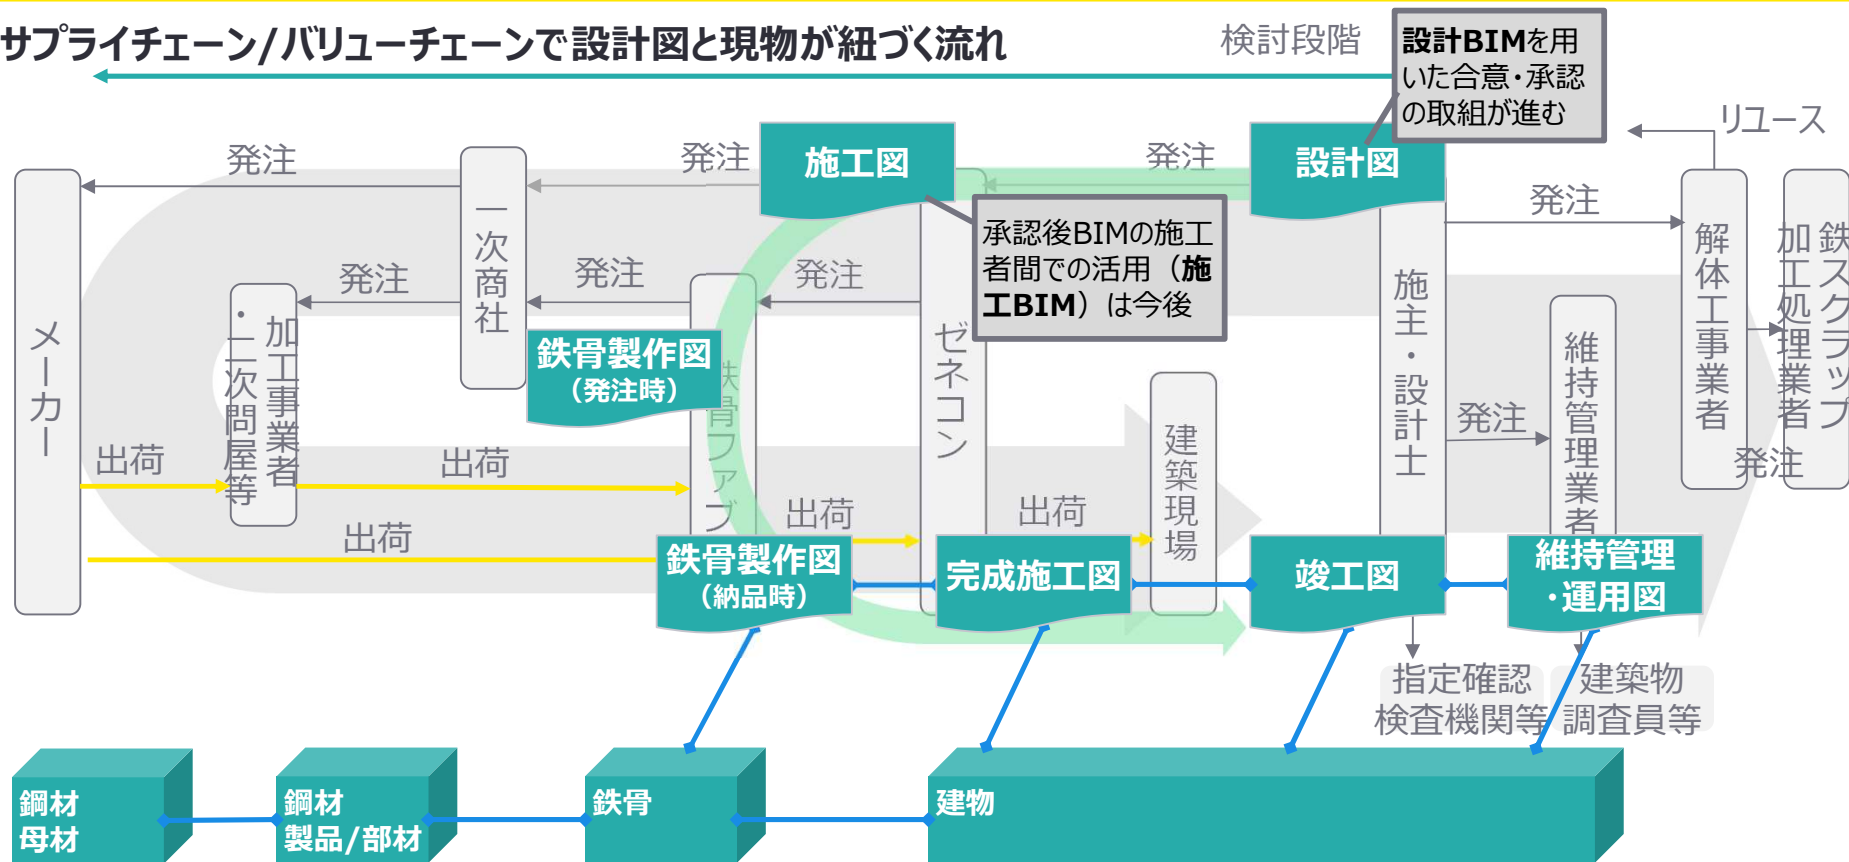 サプライチェーン/バリューチェーンで設計図と現物が紐づく流れ
検討段階
設計BIMを用
いた合意・承認
の取組が進む
リユース
発注
発注
発注
発注
施工図
設計図
承認後BIMの施工
者間での活用（施
工BIM）は今後
発注
発注
発注
メーカー
加工事業者
・二次問屋等
一次商社
鉄骨製作図
（発注時）
鉄骨ファブ
ゼネコン
建築現場
施主・設計士
発注
維持管理業者
解体工事業者
発注
鉄スクラップ
加工処理業者
出荷
出荷
出荷
出荷
出荷
鉄骨製作図
（納品時）
完成施工図
竣工図
維持管理
・運用図
指定確認
検査機関等
建築物
調査員等
鋼材
母材
鋼材
製品/部材
鉄骨
建物